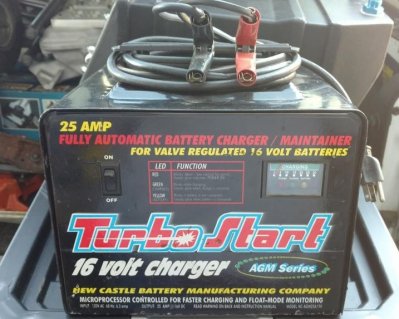 25 AMP
FULLY AUTOMATIC BATTERY CHARGER / MAINTAINER
FOR VALVE REGULATED 16 VOLT BATTERIES
ON
OFF
LED FUNCTION
RED
GREEN
YELLOW
CHARGING
Turbo Start
16 volt charger
AGM Series
NEW CASTLE BATTERY MANUFACTURING COMPANY
MICROPROCESSOR CONTROLLED FOR FASTER CHARGING AND FLOAT-MODE MONITORING